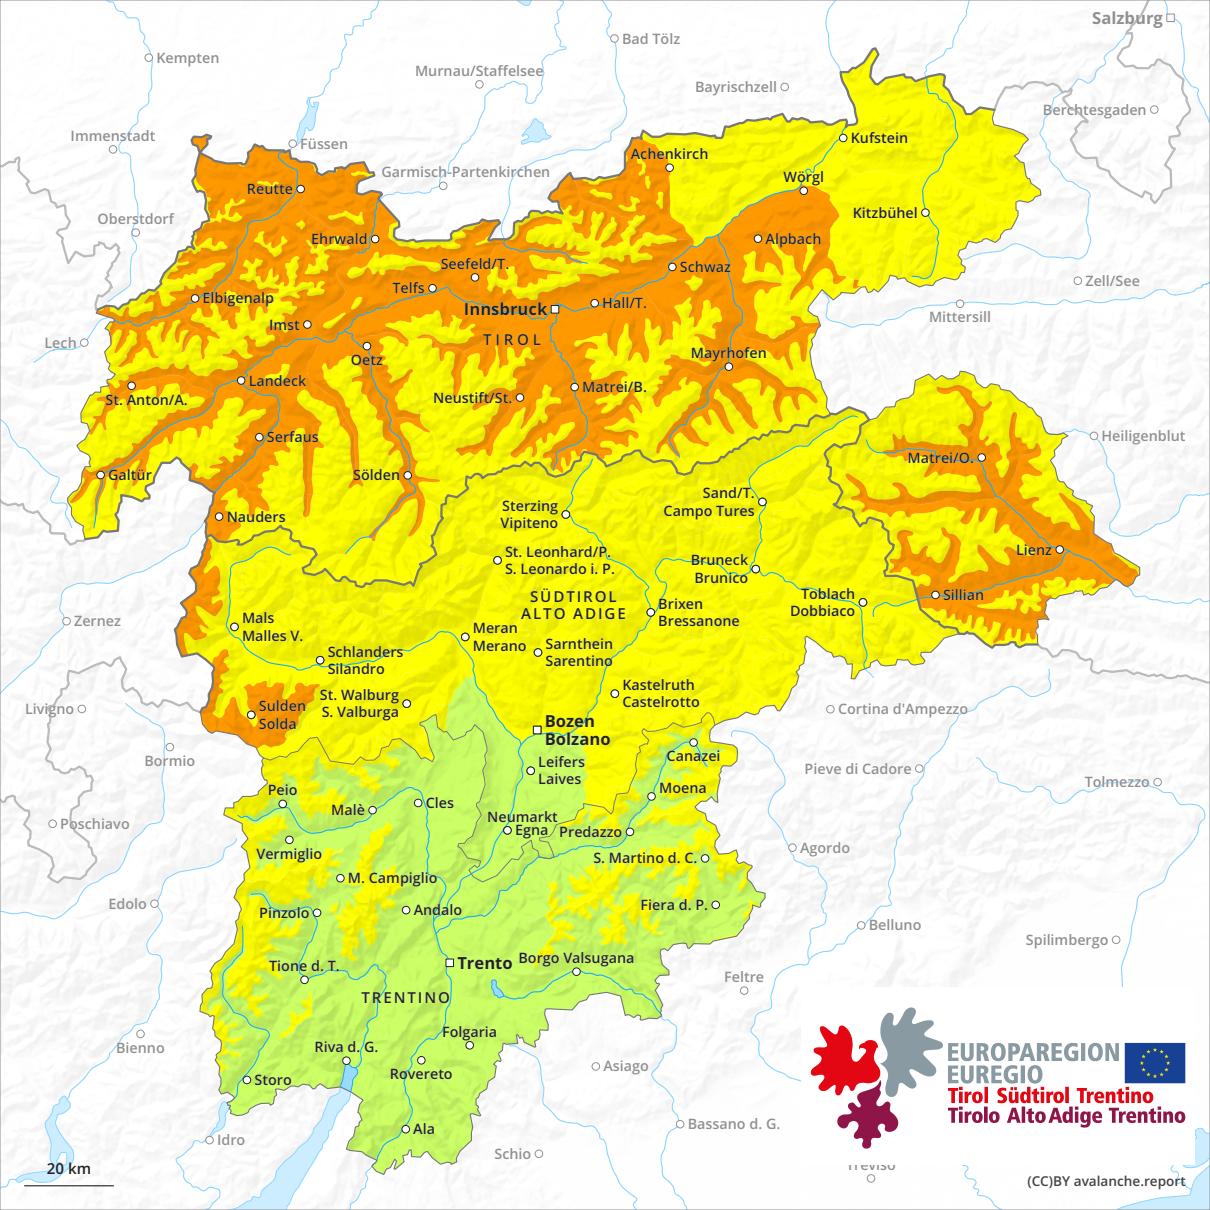 Salzburg
Bad Tölz
Kempten
Murnau/Staffelsee
Bayrischzell
Berchtesgaden
Immenstadt
Füssen
Kufstein
Achenkirch
Garmisch-Partenkirchen
Wörgl
Reutte
Oberstdorf
Kitzbühel
Ehrwald
Alpbach
Seefeld/T.
Schwaz
Zell/See
Telfs
Elbigenalp
Hall/T.
Innsbruck
Mittersill
Imst
TIROL
Lech
Mayrhofen
Oetz
Landeck
Matrei/B.
St. Anton/A.
Neustift/St.
Serfaus
Heiligenblut
Matrei/O.
Galtür
Sölden
Sand/T.
Campo Tures
Sterzing
Vipiteno
Nauders
St. Leonhard/P.
S. Leonardo i. P.
Lienz
Bruneck
Brunico
SÜDTIROL
ALTO ADIGE
Toblach
Dobbiaco
Sillian
Brixen
Bressanone
Zernez
Mals
Malles V.
Meran
Merano
Sarnthein
Sarentino
Schlanders
Silandro
Kastelruth
Castelrotto
St. Walburg
S. Valburga
Livigno
Sulden
Solda
Cortina d'Ampezzo
Bozen
Bolzano
Bormio
Canazei
Leifers
Laives
Pieve di Cadore
Tolmezzo
Peio
Moena
Cles
Malè
Poschiavo
Neumarkt
Egna
Predazzo
Agordo
Vermiglio
S. Martino d. C.
M. Campiglio
Edolo
Pinzolo
Andalo
Fiera d. P.
Belluno
Spilimbergo
Trento
Borgo Valsugana
Tione d. T.
Feltre
TRENTINO
Folgaria
Bienno
Riva d. G.
Asiago
Rovereto
Storo
EUROPAREGION
EUREGIO
Tirol Südtirol Trentino
Tirolo Alto Adige Trentino
Idro
Ala
Bassano d. G.
Schio
Treviso
20 km
(CC)BY avalanche.report